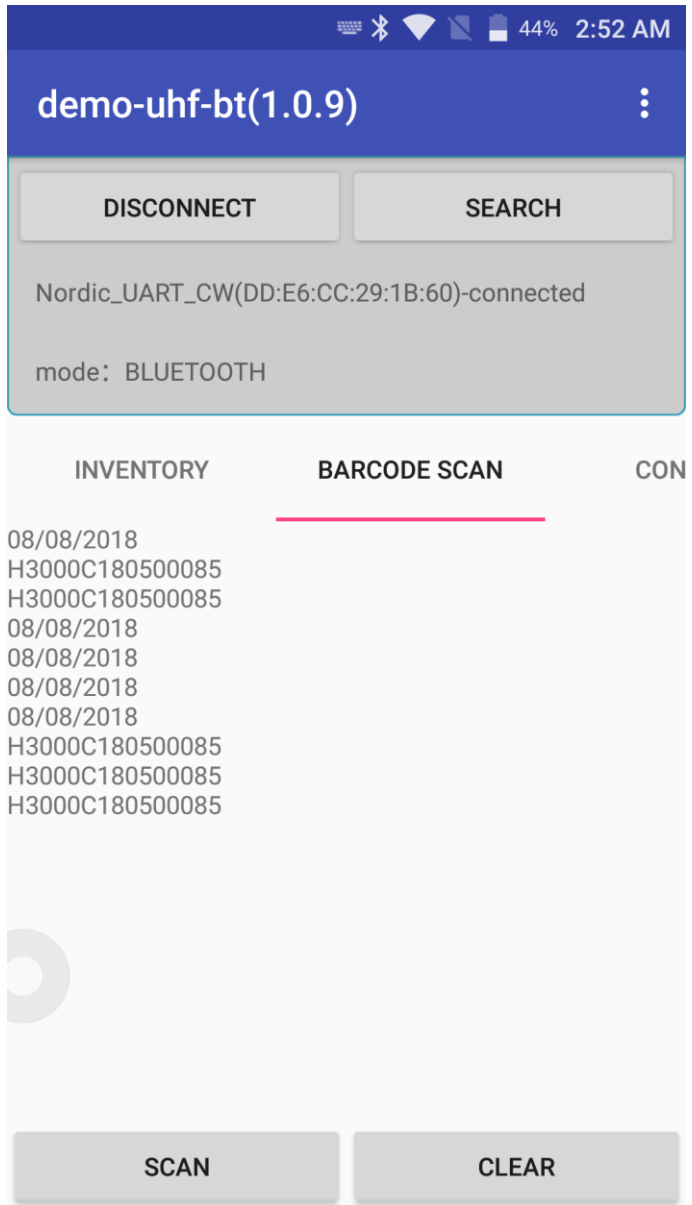 44% 2:52 AM
demo-uhf-bt(1.0.9)
DISCONNECT SEARCH
Nordic_UART_CW(DD:E6:CC:29:1B:60)-connected
mode：BLUETOOTH
INVENTORY BARCODE SCAN CON
08/08/2018
H3000C180500085
H3000C180500085
08/08/2018
08/08/2018
08/08/2018
08/08/2018
H3000C180500085
H3000C180500085
H3000C180500085
SCAN CLEAR